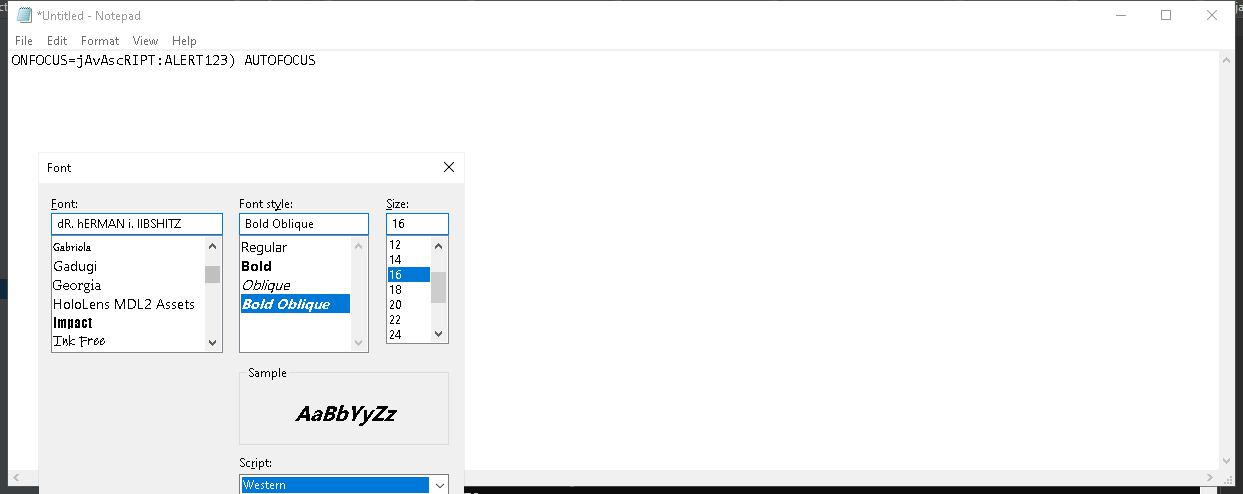 *Untitled - Notepad
File Edit Format View Help
ONFOCUS=jAvAscRIPT:ALERT123) AUTOFOCUS
Font
Font: Font style: Size:
dR. hERMAN i. lIBSHITZ Bold Oblique 16
Gabriola Regular 12
Gadugi Bold 14
Georgia Oblique 16
HoloLens MDL2 Assets Bold Oblique 18
Impact 20
Ink Free 22
24
Sample
AaBbYyZz
Script:
Western